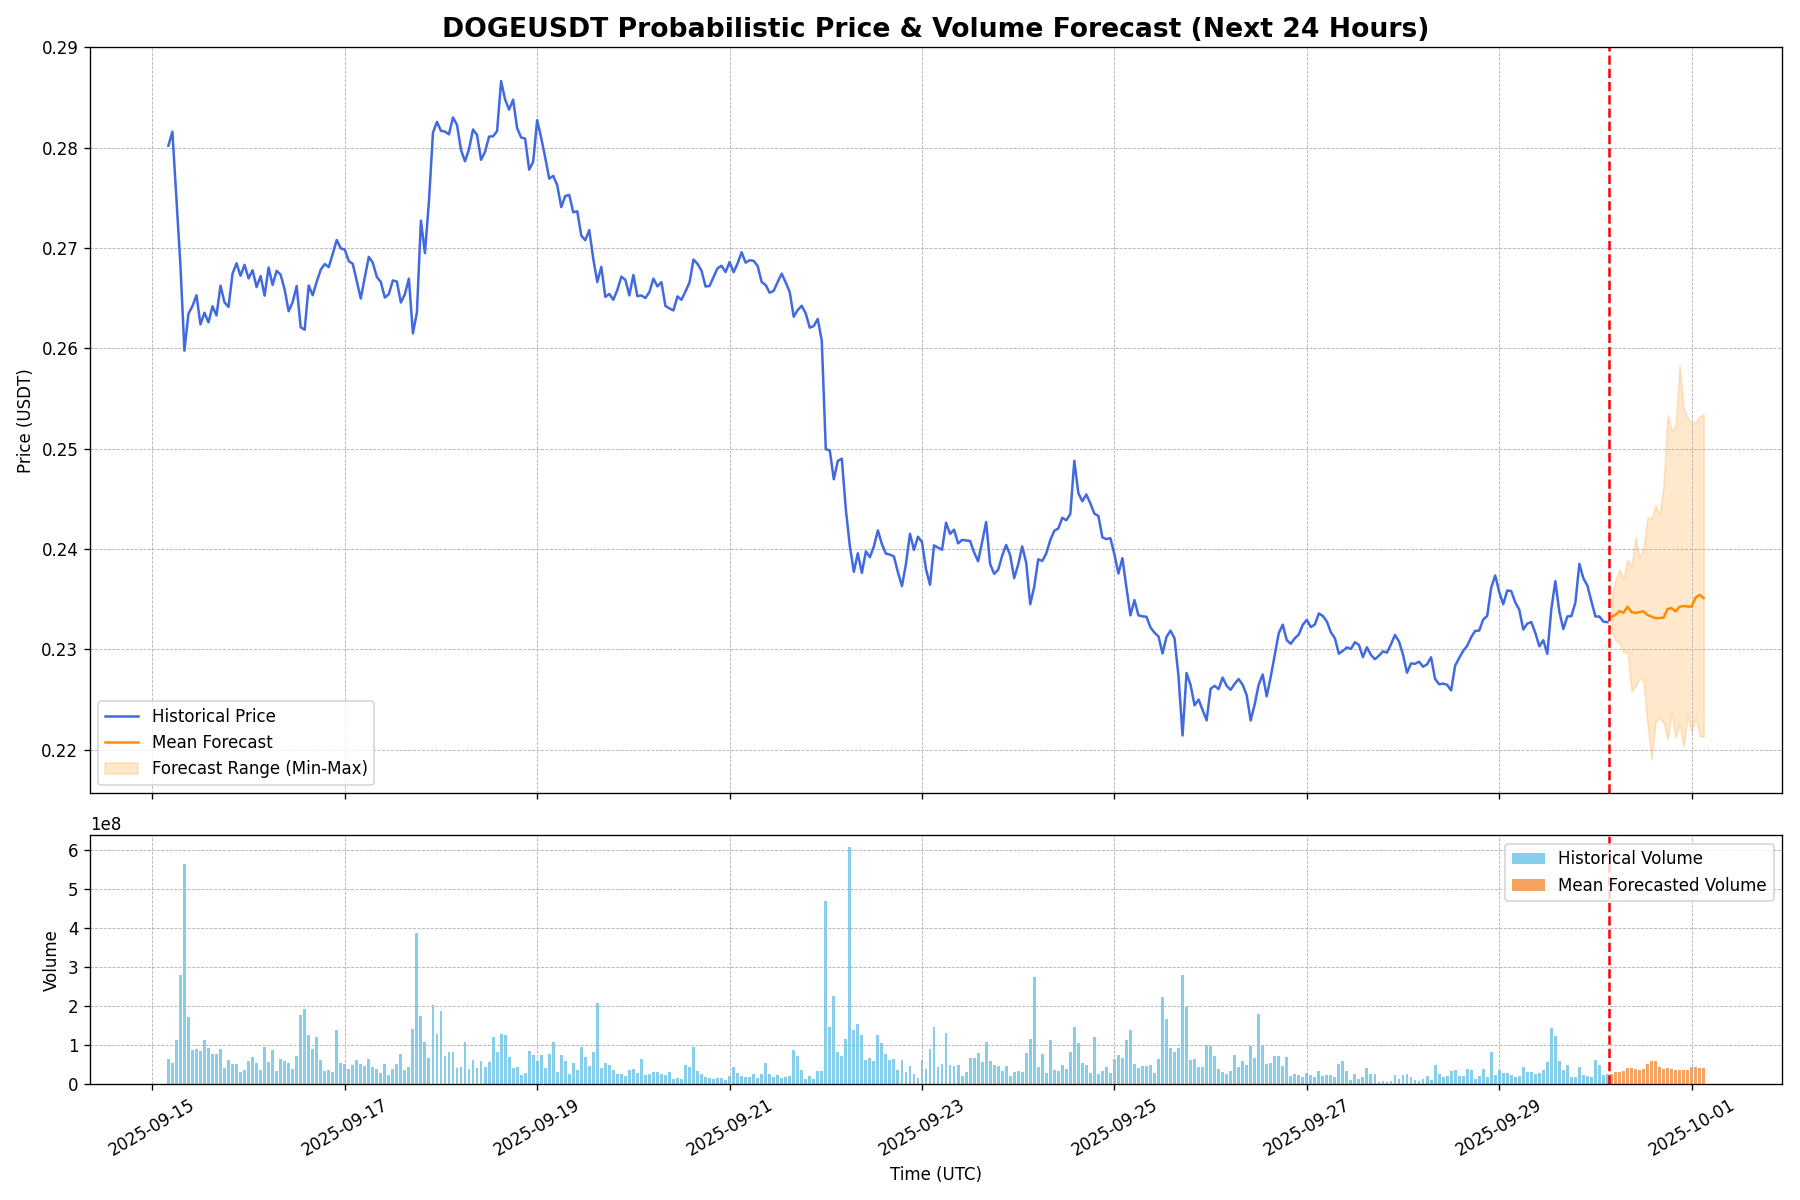 DOGEUSDT Probabilistic Price & Volume Forecast (Next 24 Hours)
0.29
0.28
0.27
0.26
0.25
0.24
0.23
0.22
Price (USDT)
Historical Price
Mean Forecast
Forecast Range (Min-Max)
1e8
6
5
4
3
2
1
0
Volume
Historical Volume
Mean Forecasted Volume
2025-09-15
2025-09-17
2025-09-19
2025-09-21
2025-09-23
2025-09-25
2025-09-27
2025-09-29
2025-10-01
Time (UTC)